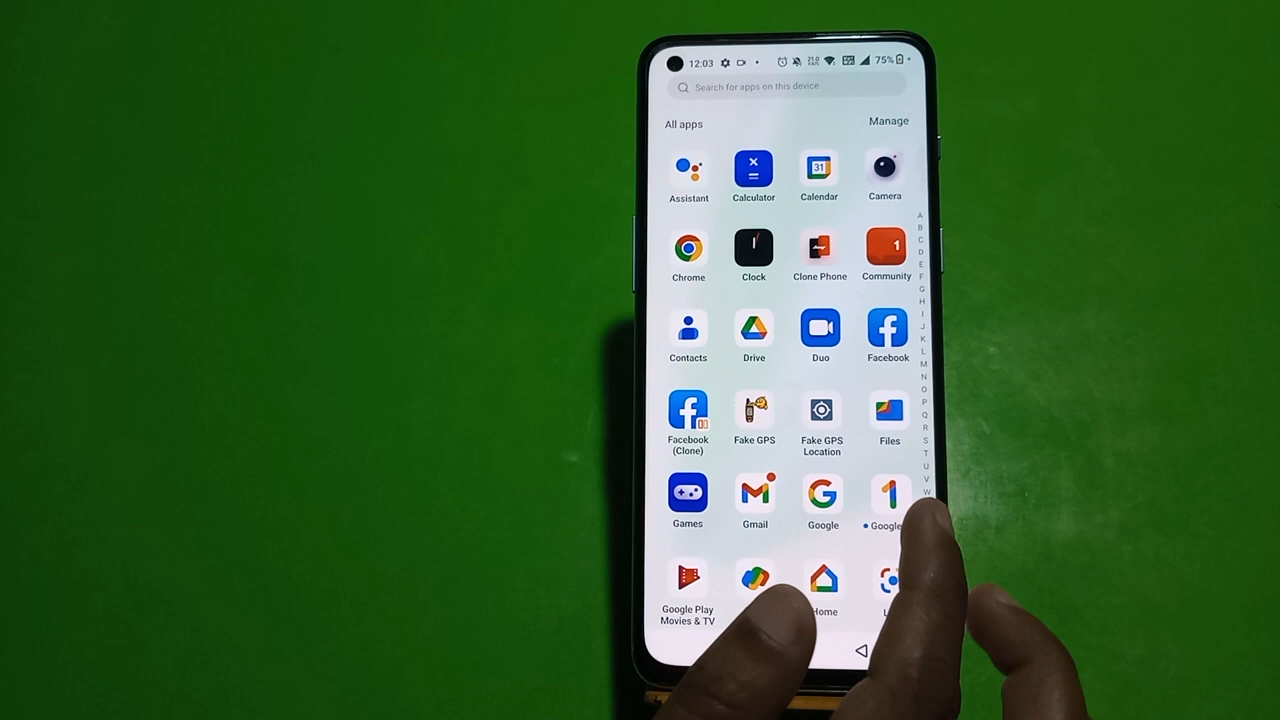 12:03 75%
Search for apps on this device
All apps Manage
Assistant Calculator Calendar Camera
31
Chrome Clock Clone Phone Community
1
Contacts Drive Duo Facebook
Facebook (Clone) Fake GPS Fake GPS Location Files
Games Gmail Google Google
Google Play Movies & TV Home L
A
B
C
D
E
F
G
H
I
J
K
L
M
N
O
P
Q
R
S
T
U
V
W